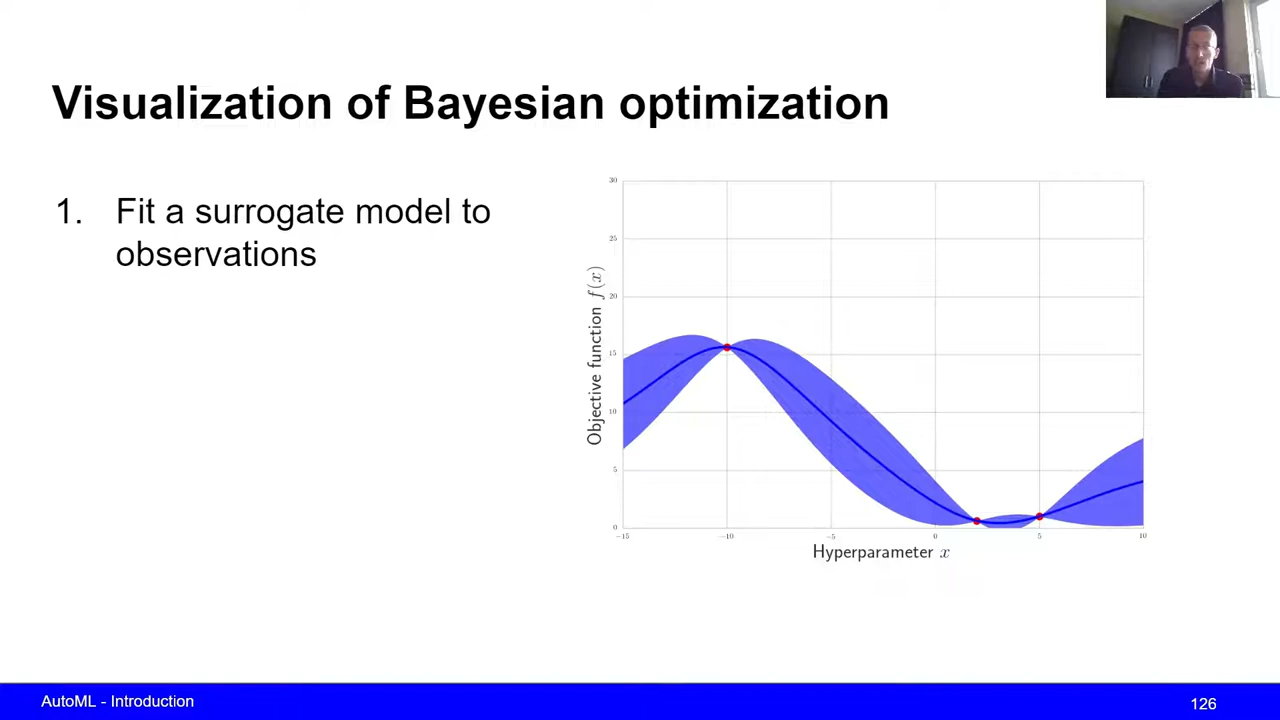 Visualization of Bayesian optimization
1. Fit a surrogate model to
observations
30
25
20
15
10
5
0
Objective function f(x)
−15
−10
−5
0
5
10
Hyperparameter x
AutoML - Introduction
126